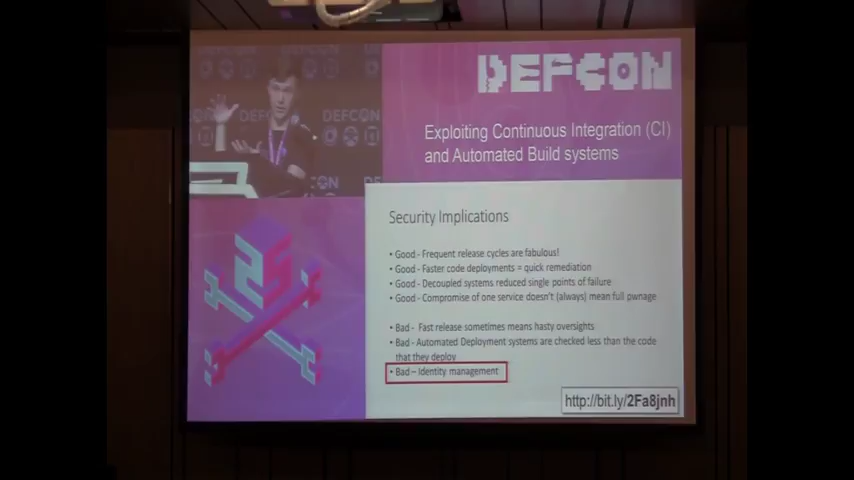 DEFCON
DEFCON
DEFCON
Exploiting Continuous Integration (CI)
and Automated Build systems
Security Implications
• Good - Frequent release cycles are fabulous!
• Good - Faster code deployments = quick remediation
• Good - Decoupled systems reduced single points of failure
• Good - Compromise of one service doesn't (always) mean full pwnage
• Bad - Fast release sometimes means hasty oversights
• Bad - Automated Deployment systems are checked less than the code
that they deploy
• Bad – Identity management
http://bit.ly/2Fa8jnh
25